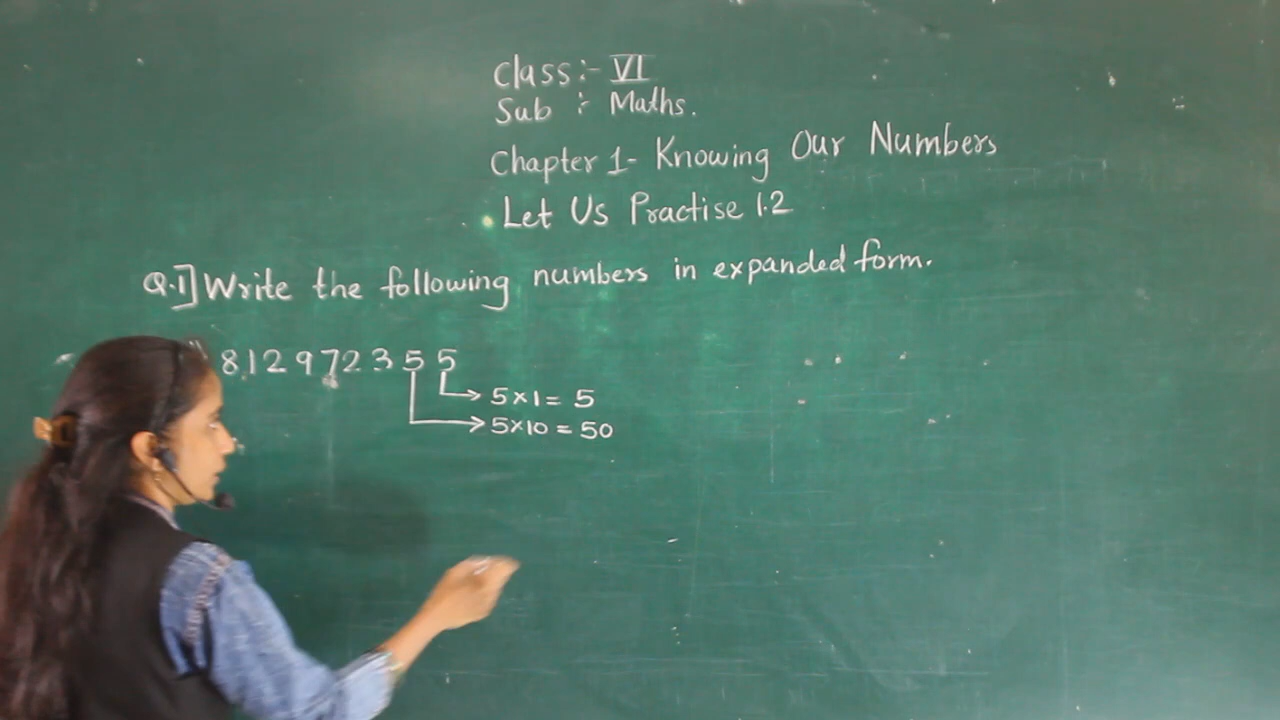 Class :- VI
Sub :- Maths.
Chapter 1- Knowing Our Numbers
Let Us Practise 1.2
Q.1] Write the following numbers in expanded form.
812972355
5×1= 5
5×10 = 50